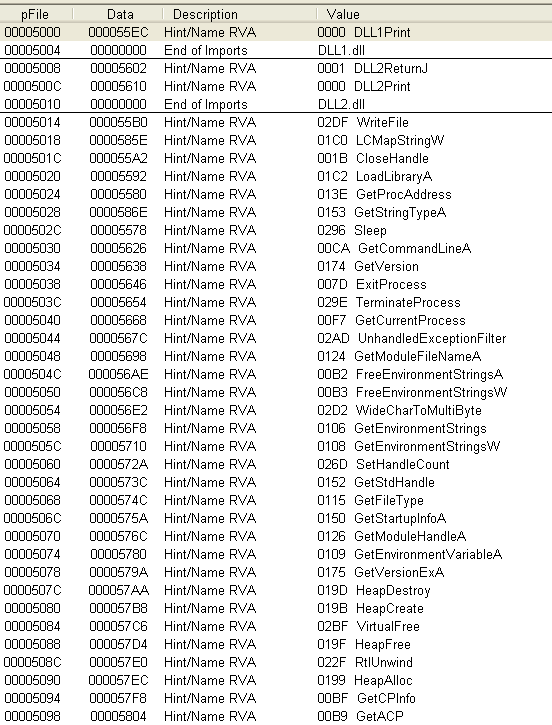 pFile Data Description Value
00005000 000055EC Hint/Name RVA 0000 DLL1Print
00005004 00000000 End of Imports DLL1.dll
00005008 00005602 Hint/Name RVA 0001 DLL2ReturnJ
0000500C 00005610 Hint/Name RVA 0000 DLL2Print
00005010 00000000 End of Imports DLL2.dll
00005014 000055B0 Hint/Name RVA 02DF WriteFile
00005018 0000585E Hint/Name RVA 01C0 LCMapStringW
0000501C 000055A2 Hint/Name RVA 001B CloseHandle
00005020 00005592 Hint/Name RVA 01C2 LoadLibraryA
00005024 00005580 Hint/Name RVA 013E GetProcAddress
00005028 0000586E Hint/Name RVA 0153 GetStringTypeA
0000502C 00005578 Hint/Name RVA 0296 Sleep
00005030 00005626 Hint/Name RVA 00CA GetCommandLineA
00005034 00005638 Hint/Name RVA 0174 GetVersion
00005038 00005646 Hint/Name RVA 007D ExitProcess
0000503C 00005654 Hint/Name RVA 029E TerminateProcess
00005040 00005668 Hint/Name RVA 00F7 GetCurrentProcess
00005044 0000567C Hint/Name RVA 02AD UnhandledExceptionFilter
00005048 00005698 Hint/Name RVA 0124 GetModuleFileNameA
0000504C 000056AE Hint/Name RVA 00B2 FreeEnvironmentStringsA
00005050 000056C8 Hint/Name RVA 00B3 FreeEnvironmentStringsW
00005054 000056E2 Hint/Name RVA 02D2 WideCharToMultiByte
00005058 000056F8 Hint/Name RVA 0106 GetEnvironmentStrings
0000505C 00005710 Hint/Name RVA 0108 GetEnvironmentStringsW
00005060 0000572A Hint/Name RVA 026D SetHandleCount
00005064 0000573C Hint/Name RVA 0152 GetStdHandle
00005068 0000574C Hint/Name RVA 0115 GetFileType
0000506C 0000575A Hint/Name RVA 0150 GetStartupInfoA
00005070 0000576C Hint/Name RVA 0126 GetModuleHandleA
00005074 00005780 Hint/Name RVA 0109 GetEnvironmentVariableA
00005078 0000579A Hint/Name RVA 0175 GetVersionExA
0000507C 000057AA Hint/Name RVA 019D HeapDestroy
00005080 000057B8 Hint/Name RVA 019B HeapCreate
00005084 000057C6 Hint/Name RVA 02BF VirtualFree
00005088 000057D4 Hint/Name RVA 019F HeapFree
0000508C 000057E0 Hint/Name RVA 022F RtlUnwind
00005090 000057EC Hint/Name RVA 0199 HeapAlloc
00005094 000057F8 Hint/Name RVA 00BF GetCPInfo
00005098 00005804 Hint/Name RVA 00B9 GetACP